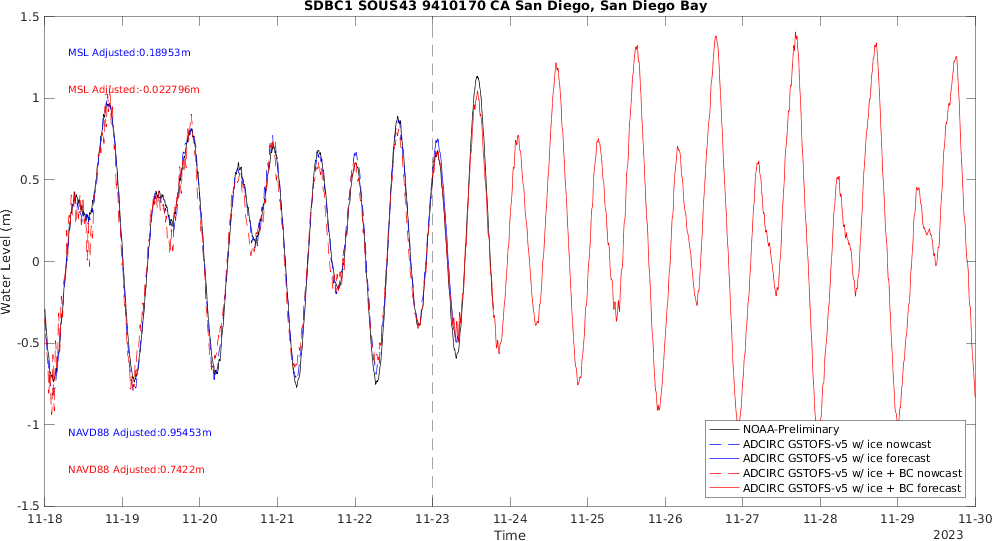 SDBC1 SOUS43 9410170 CA San Diego, San Diego Bay
1.5
MSL Adjusted:0.18953m
MSL Adjusted:-0.022796m
1
0.5
Water Level (m)
0
-0.5
-1
NAVD88 Adjusted:0.95453m
NAVD88 Adjusted:0.7422m
-1.5
NOAA-Preliminary
ADCIRC GSTOFS-v5 w/ ice nowcast
ADCIRC GSTOFS-v5 w/ ice forecast
ADCIRC GSTOFS-v5 w/ ice + BC nowcast
ADCIRC GSTOFS-v5 w/ ice + BC forecast
11-18 11-19 11-20 11-21 11-22 11-23 11-24 11-25 11-26 11-27 11-28 11-29 11-30
Time
2023